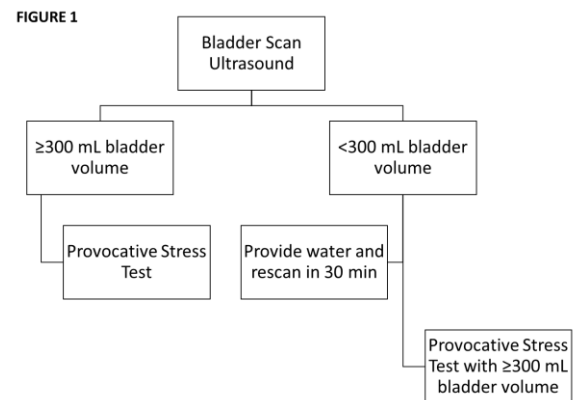 FIGURE 1
Bladder Scan
Ultrasound
≥300 mL bladder
volume
<300 mL bladder
volume
Provocative Stress
Test
Provide water and
rescan in 30 min
Provocative Stress
Test with ≥300 mL
bladder volume